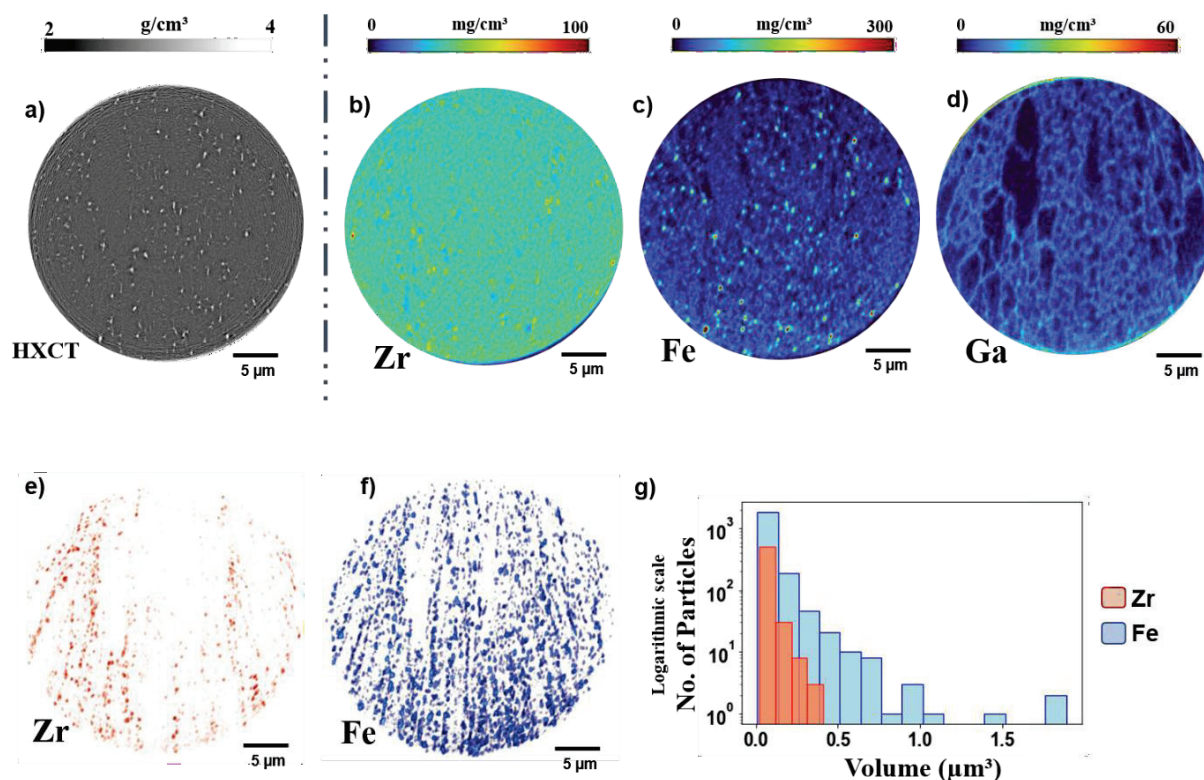 g/cm³
2 4
mg/cm³
0 100
mg/cm³
0 300
mg/cm³
0 60
a)
b)
c)
d)
HXCT
5 µm
Zr
5 µm
Fe
5 µm
Ga
5 µm
e)
f)
g)
Zr
5 µm
Fe
5 µm
Logarithmic scale
No. of Particles
10³
10²
10¹
10⁰
0.0 0.5 1.0 1.5
Volume (µm³)
Zr
Fe